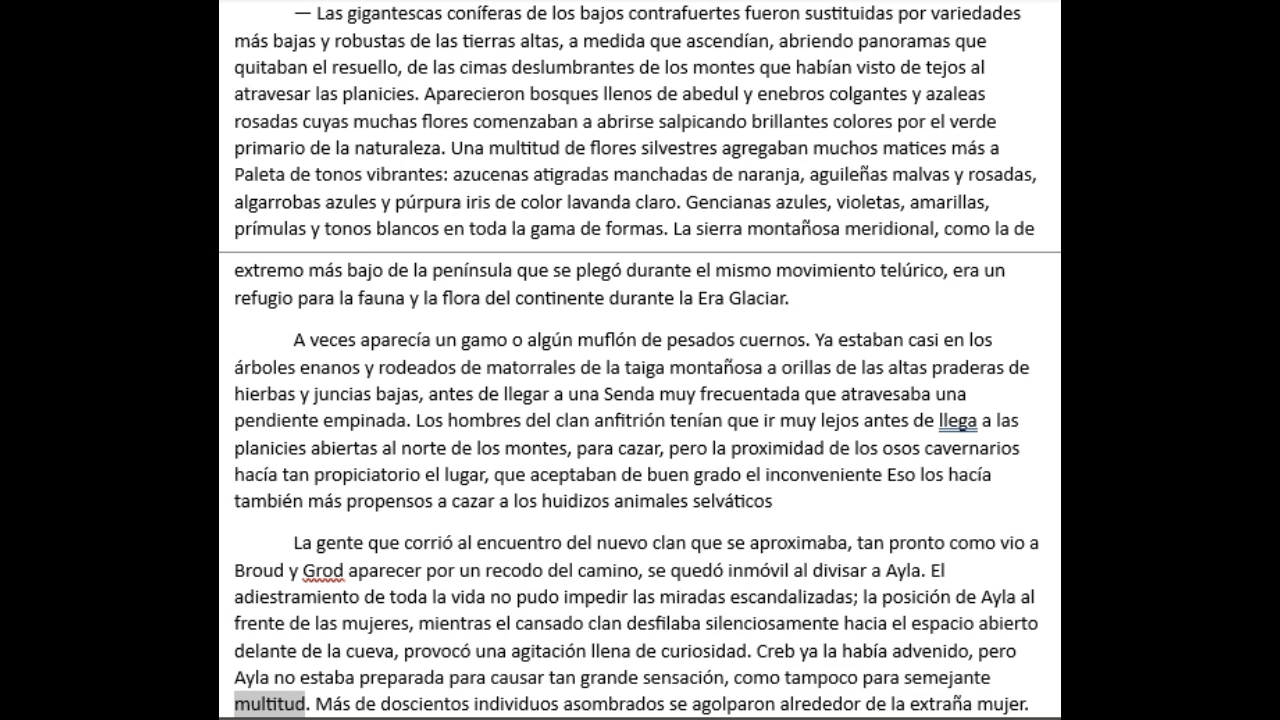 — Las gigantescas coníferas de los bajos contrafuertes fueron sustituidas por variedades
más bajas y robustas de las tierras altas, a medida que ascendían, abriendo panoramas que
quitaban el resuello, de las cimas deslumbrantes de los montes que habían visto de tejos al
atravesar las planicies. Aparecieron bosques llenos de abedul y enebros colgantes y azaleas
rosadas cuyas muchas flores comenzaban a abrirse salpicando brillantes colores por el verde
primario de la naturaleza. Una multitud de flores silvestres agregaban muchos matices más a
Paleta de tonos vibrantes: azucenas atigradas manchadas de naranja, aguileñas malvas y rosadas,
algarrobas azules y púrpura iris de color lavanda claro. Gencianas azules, violetas, amarillas,
prímulas y tonos blancos en toda la gama de formas. La sierra montañosa meridional, como la de
extremo más bajo de la península que se plegó durante el mismo movimiento telúrico, era un
refugio para la fauna y la flora del continente durante la Era Glaciar.
A veces aparecía un gamo o algún muflón de pesados cuernos. Ya estaban casi en los
árboles enanos y rodeados de matorrales de la taiga montañosa a orillas de las altas praderas de
hierbas y juncias bajas, antes de llegar a una Senda muy frecuentada que atravesaba una
pendiente empinada. Los hombres del clan anfitrión tenían que ir muy lejos antes de llega a las
planicies abiertas al norte de los montes, para cazar, pero la proximidad de los osos cavernarios
hacía tan propiciatorio el lugar, que aceptaban de buen grado el inconveniente Eso los hacía
también más propensos a cazar a los huidizos animales selváticos
La gente que corrió al encuentro del nuevo clan que se aproximaba, tan pronto como vio a
Broud y Grod aparecer por un recodo del camino, se quedó inmóvil al divisar a Ayla. El
adiestramiento de toda la vida no pudo impedir las miradas escandalizadas; la posición de Ayla al
frente de las mujeres, mientras el cansado clan desfilaba silenciosamente hacia el espacio abierto
delante de la cueva, provocó una agitación llena de curiosidad. Creb ya la había advenido, pero
Ayla no estaba preparada para causar tan grande sensación, como tampoco para semejante
multitud. Más de doscientos individuos asombrados se agolparon alrededor de la extraña mujer.